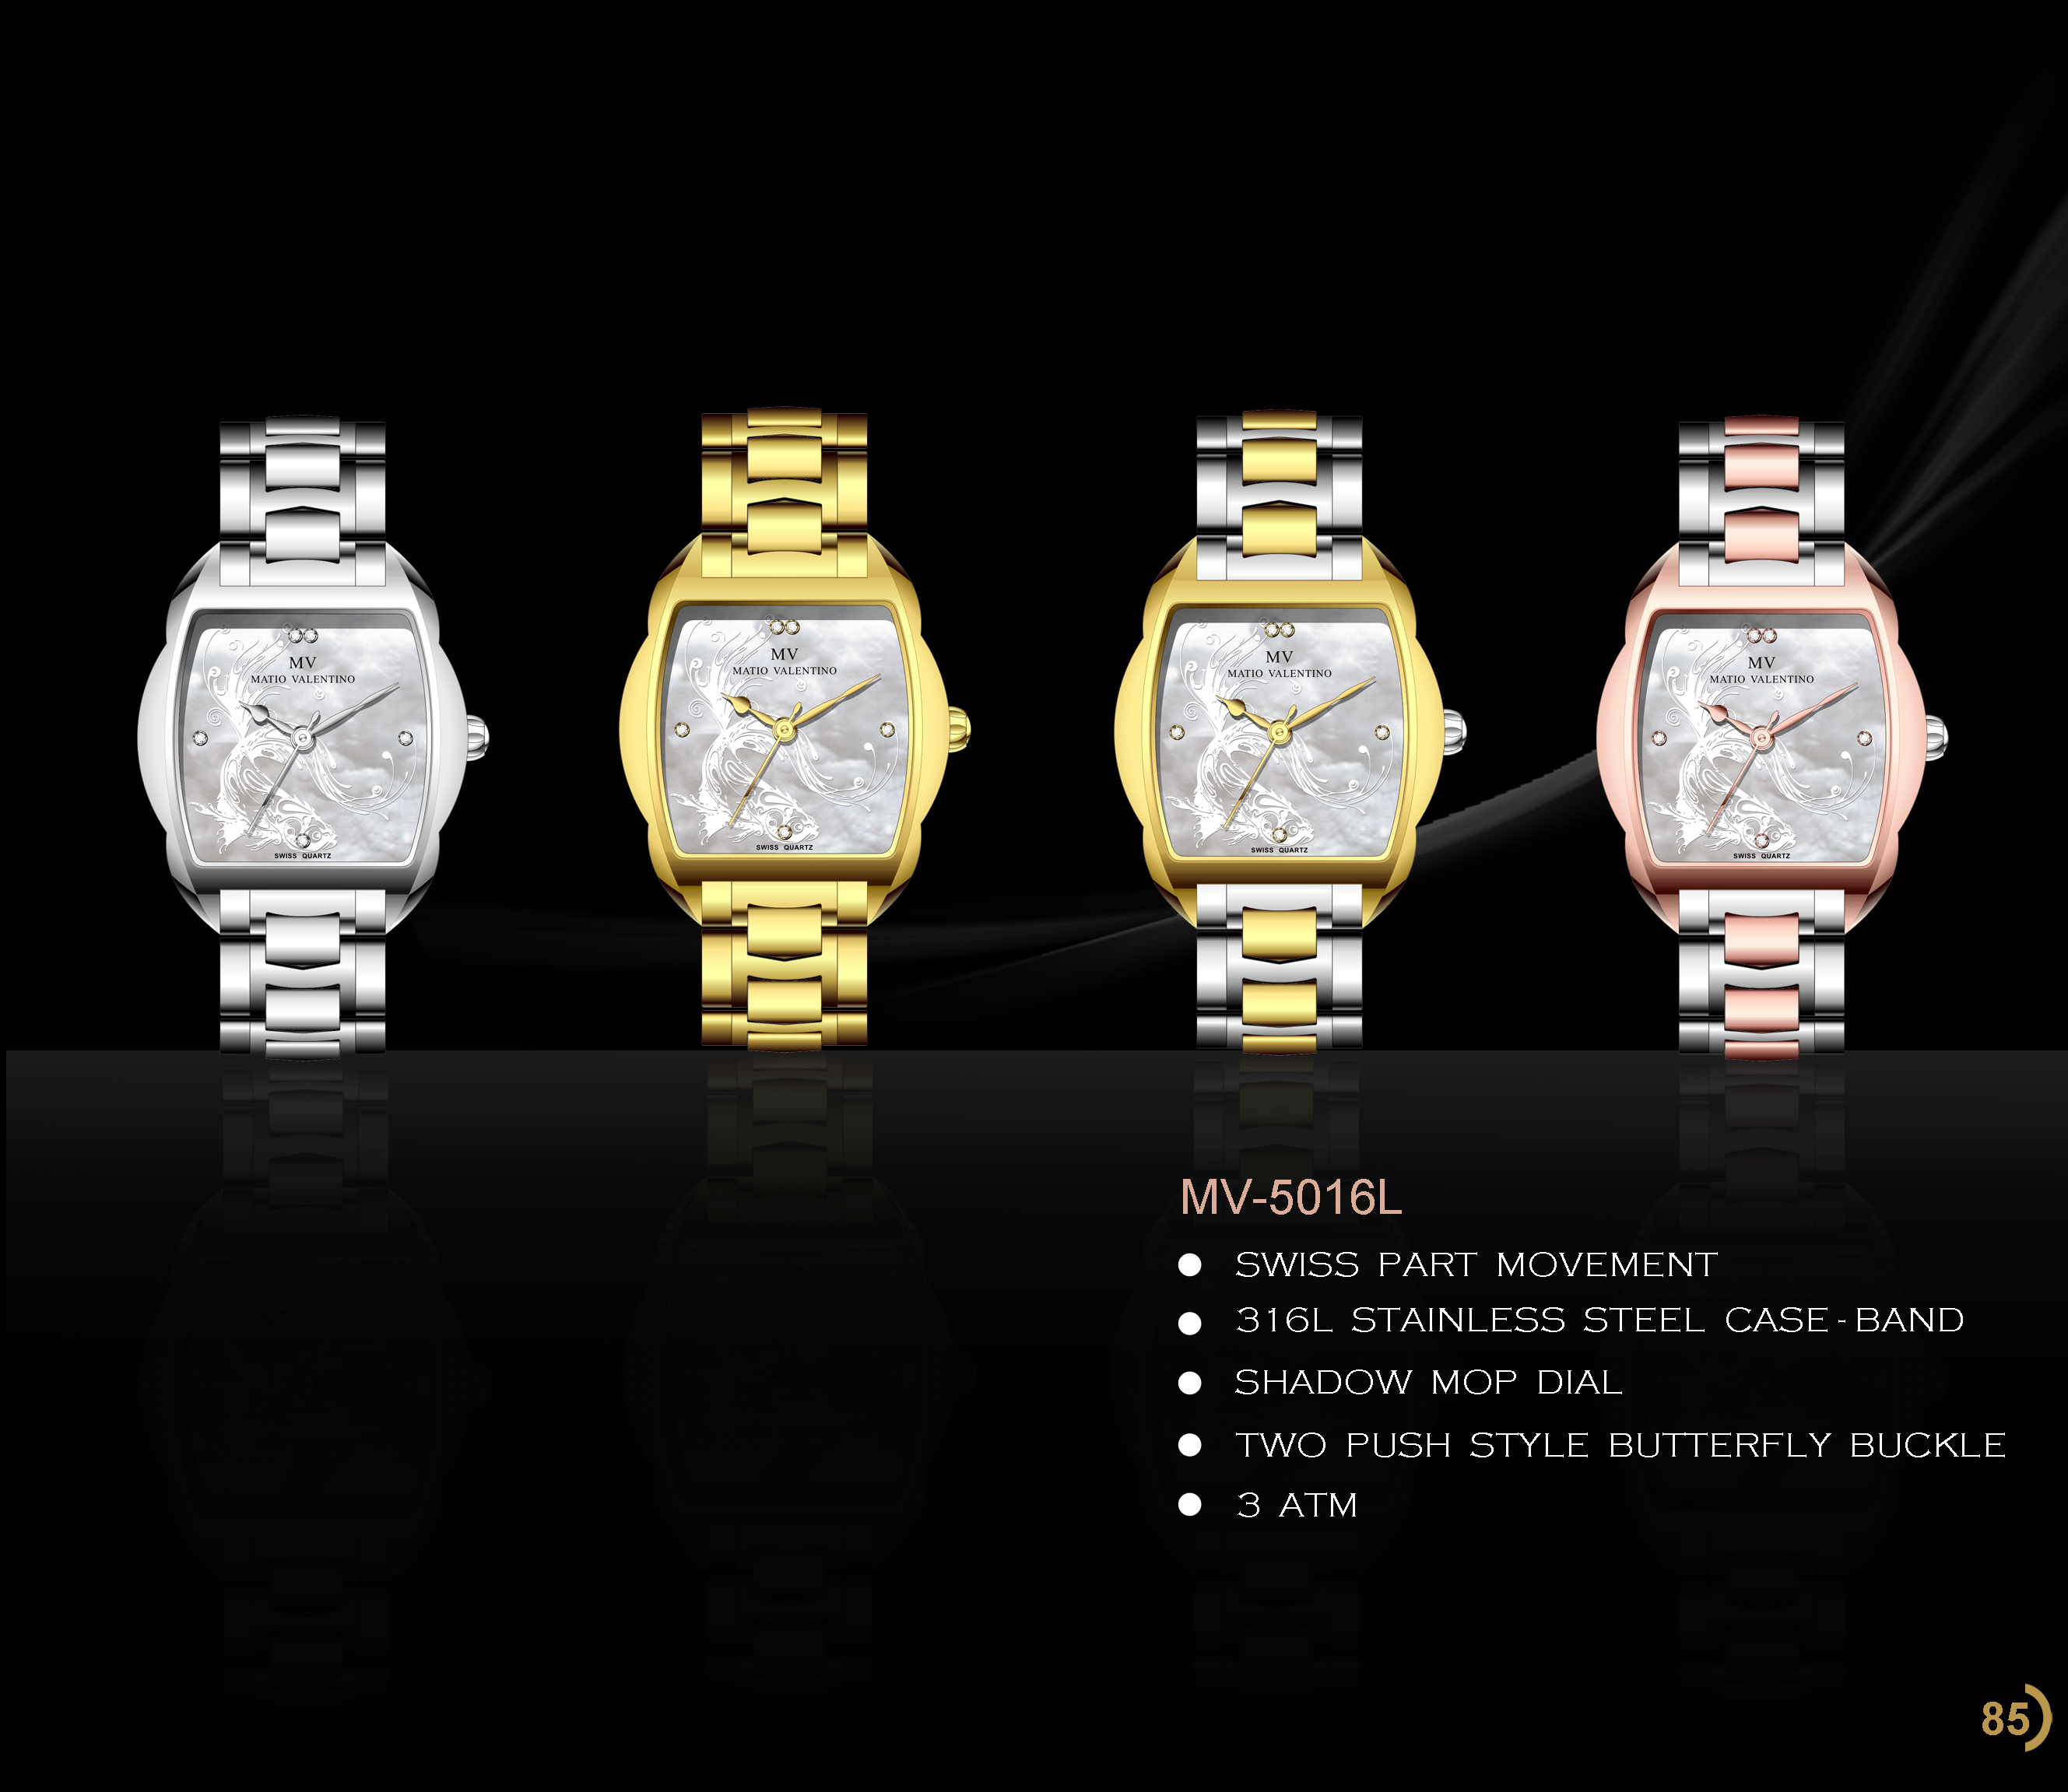 MV
MATIO VALENTINO
SWISS QUARTZ
MV
MATIO VALENTINO
SWISS QUARTZ
MV
MATIO VALENTINO
SWISS QUARTZ
MV
MATIO VALENTINO
SWISS QUARTZ
MV-5016L
● SWISS PART MOVEMENT
● 316L STAINLESS STEEL CASE-BAND
● SHADOW MOP DIAL
● TWO PUSH STYLE BUTTERFLY BUCKLE
● 3 ATM
85